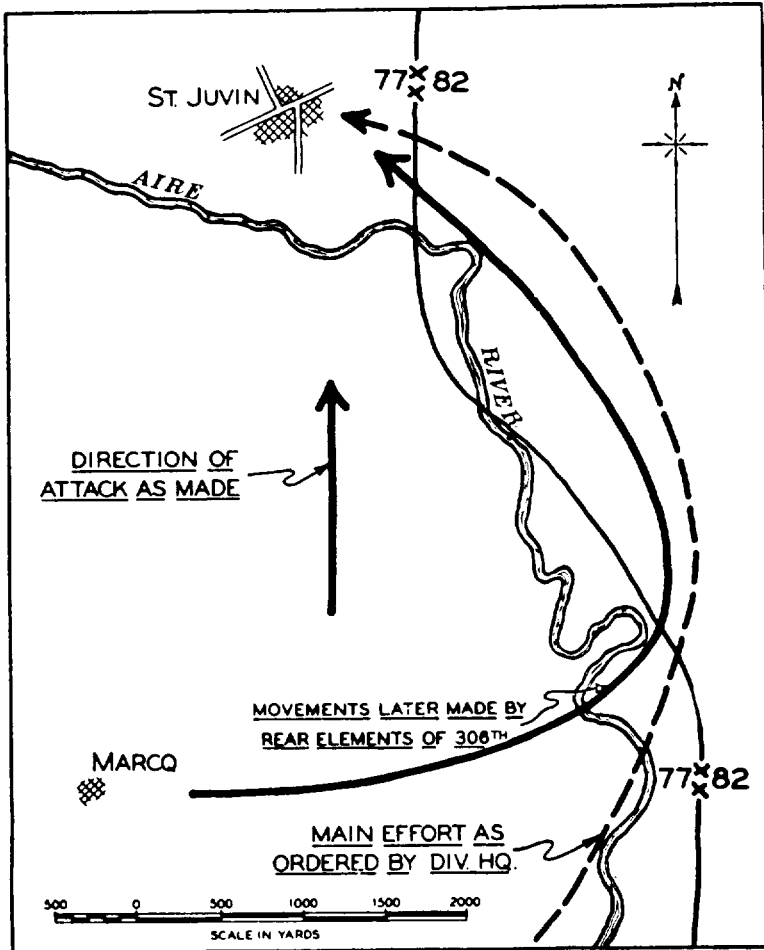 ST. JUVIN
77 82
N
AIRE
RIVER
DIRECTION OF
ATTACK AS MADE
MOVEMENTS LATER MADE BY
REAR ELEMENTS OF 306TH
MARCQ
77 82
MAIN EFFORT AS
ORDERED BY DIV. HQ.
500 0 500 1000 1500 2000
SCALE IN YARDS